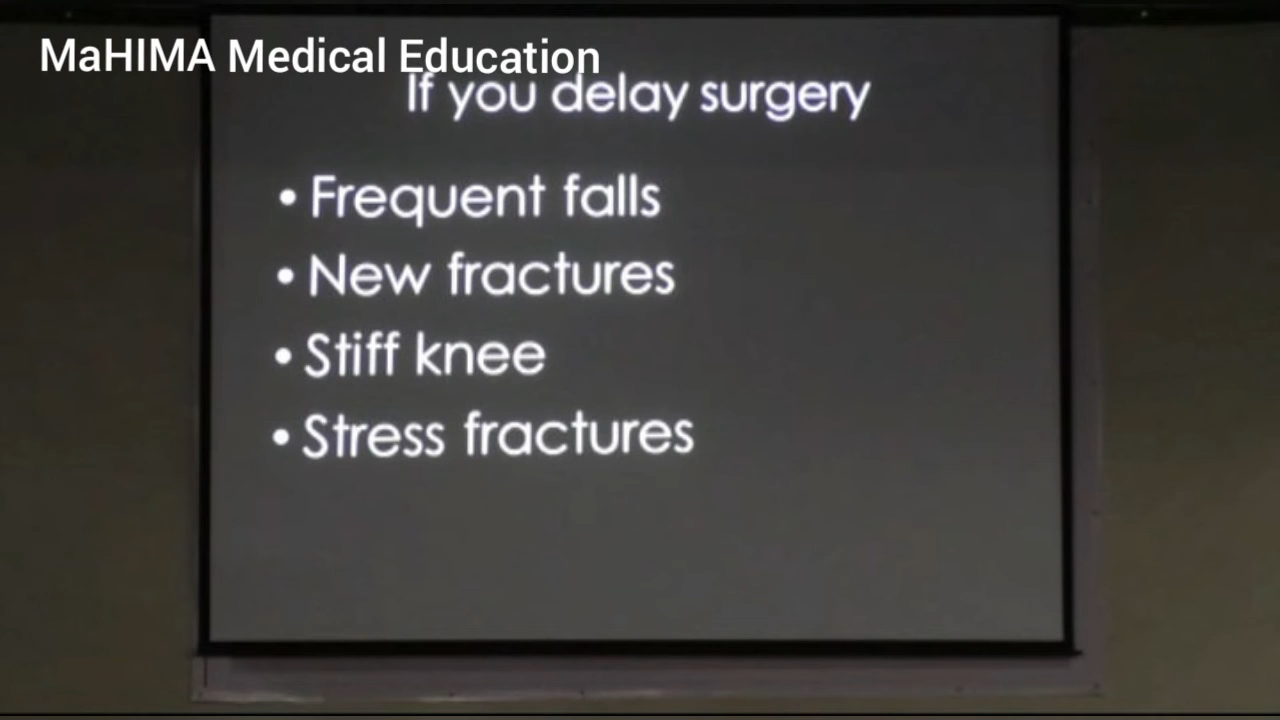 MaHIMA Medical Education
If you delay surgery
• Frequent falls
• New fractures
• Stiff knee
• Stress fractures